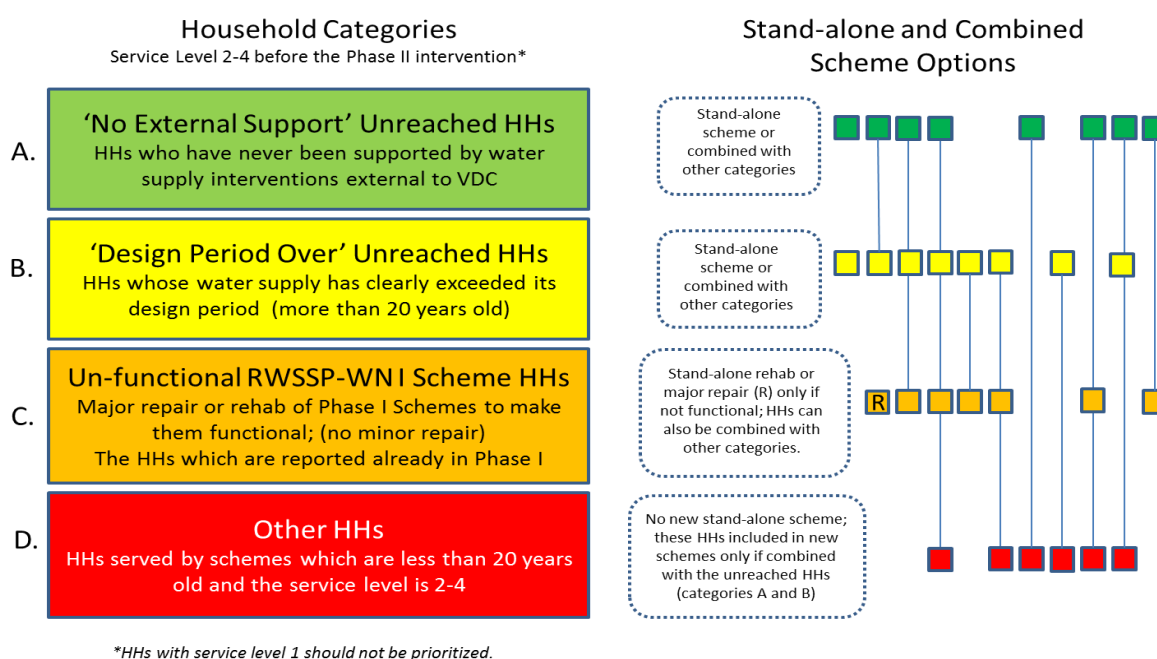 Household Categories
Service Level 2-4 before the Phase II intervention*
Stand-alone and Combined
Scheme Options
A.
‘No External Support’ Unreached HHs
HHs who have never been supported by water
supply interventions external to VDC
Stand-alone
scheme or
combined with
other categories
B.
‘Design Period Over’ Unreached HHs
HHs whose water supply has clearly exceeded its
design period (more than 20 years old)
Stand-alone
scheme or
combined with
other categories
C.
Un-functional RWSSP-WN I Scheme HHs
Major repair or rehab of Phase I Schemes to make
them functional; (no minor repair)
The HHs which are reported already in Phase I
Stand-alone rehab or
major repair (R) only if
not functional; HHs can
also be combined with
other categories.
R
D.
Other HHs
HHs served by schemes which are less than 20 years
old and the service level is 2-4
No new stand-alone scheme;
these HHs included in new
schemes only if combined
with the unreached HHs
(categories A and B)
*HHs with service level 1 should not be prioritized.